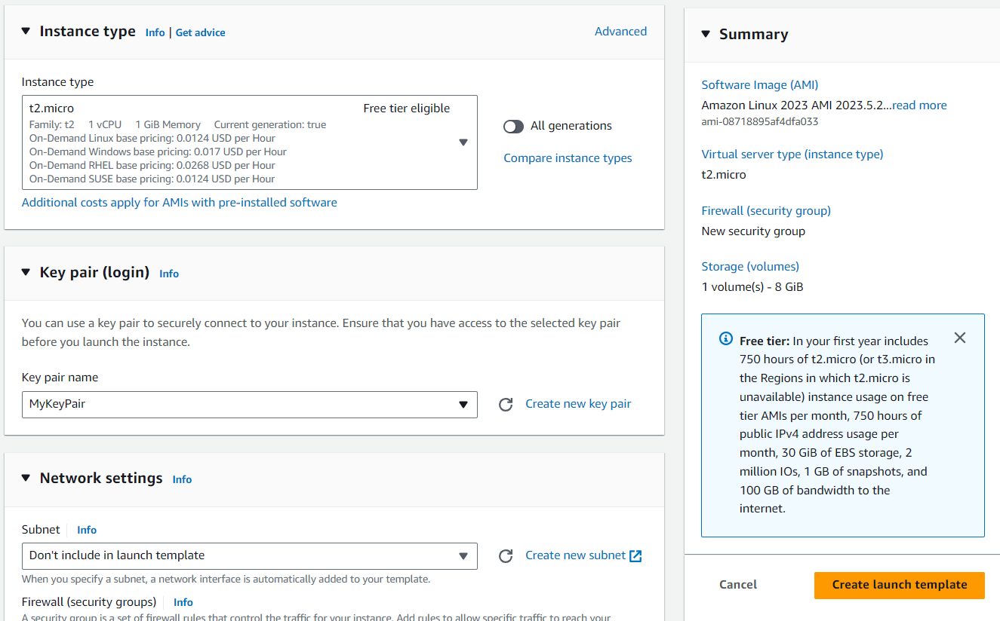 Instance type Info | Get advice Advanced
Instance type
t2.micro Free tier eligible
Family: t2 1 vCPU 1 GiB Memory Current generation: true
On-Demand Linux base pricing: 0.0124 USD per Hour
On-Demand Windows base pricing: 0.017 USD per Hour
On-Demand RHEL base pricing: 0.0268 USD per Hour
On-Demand SUSE base pricing: 0.0124 USD per Hour
All generations
Compare instance types
Additional costs apply for AMIs with pre-installed software
Key pair (login) Info
You can use a key pair to securely connect to your instance. Ensure that you have access to the selected key pair
before you launch the instance.
Key pair name
MyKeyPair
Create new key pair
Network settings Info
Subnet Info
Don't include in launch template
Create new subnet
When you specify a subnet, a network interface is automatically added to your template.
Firewall (security groups) Info
A security group is a set of firewall rules that control the traffic for your instance. Add rules to allow specific traffic to reach your
Summary
Software Image (AMI)
Amazon Linux 2023 AMI 2023.5.2...read more
ami-08718895af4dfa033
Virtual server type (instance type)
t2.micro
Firewall (security group)
New security group
Storage (volumes)
1 volume(s) - 8 GiB
Free tier: In your first year includes
750 hours of t2.micro (or t3.micro in
the Regions in which t2.micro is
unavailable) instance usage on free
tier AMIs per month, 750 hours of
public IPv4 address usage per
month, 30 GiB of EBS storage, 2
million IOs, 1 GB of snapshots, and
100 GB of bandwidth to the
internet.
Cancel
Create launch template